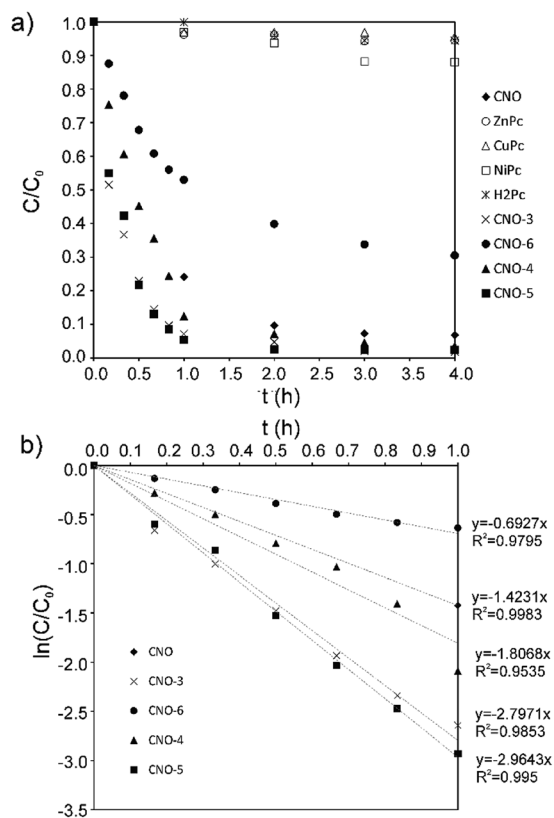 a)
C/C0
1.0
0.9
0.8
0.7
0.6
0.5
0.4
0.3
0.2
0.1
0.0
0.0 0.5 1.0 1.5 2.0 2.5 3.0 3.5 4.0
t (h)
CNO
ZnPc
CuPc
NiPc
H2Pc
CNO-3
CNO-6
CNO-4
CNO-5
b)
t (h)
0.0 0.1 0.2 0.3 0.4 0.5 0.6 0.7 0.8 0.9 1.0
ln(C/C0)
0.0
-0.5
-1.0
-1.5
-2.0
-2.5
-3.0
-3.5
CNO
CNO-3
CNO-6
CNO-4
CNO-5
y=-0.6927x
R²=0.9795
y=-1.4231x
R²=0.9983
y=-1.8068x
R²=0.9535
y=-2.7971x
R²=0.9853
y=-2.9643x
R²=0.995